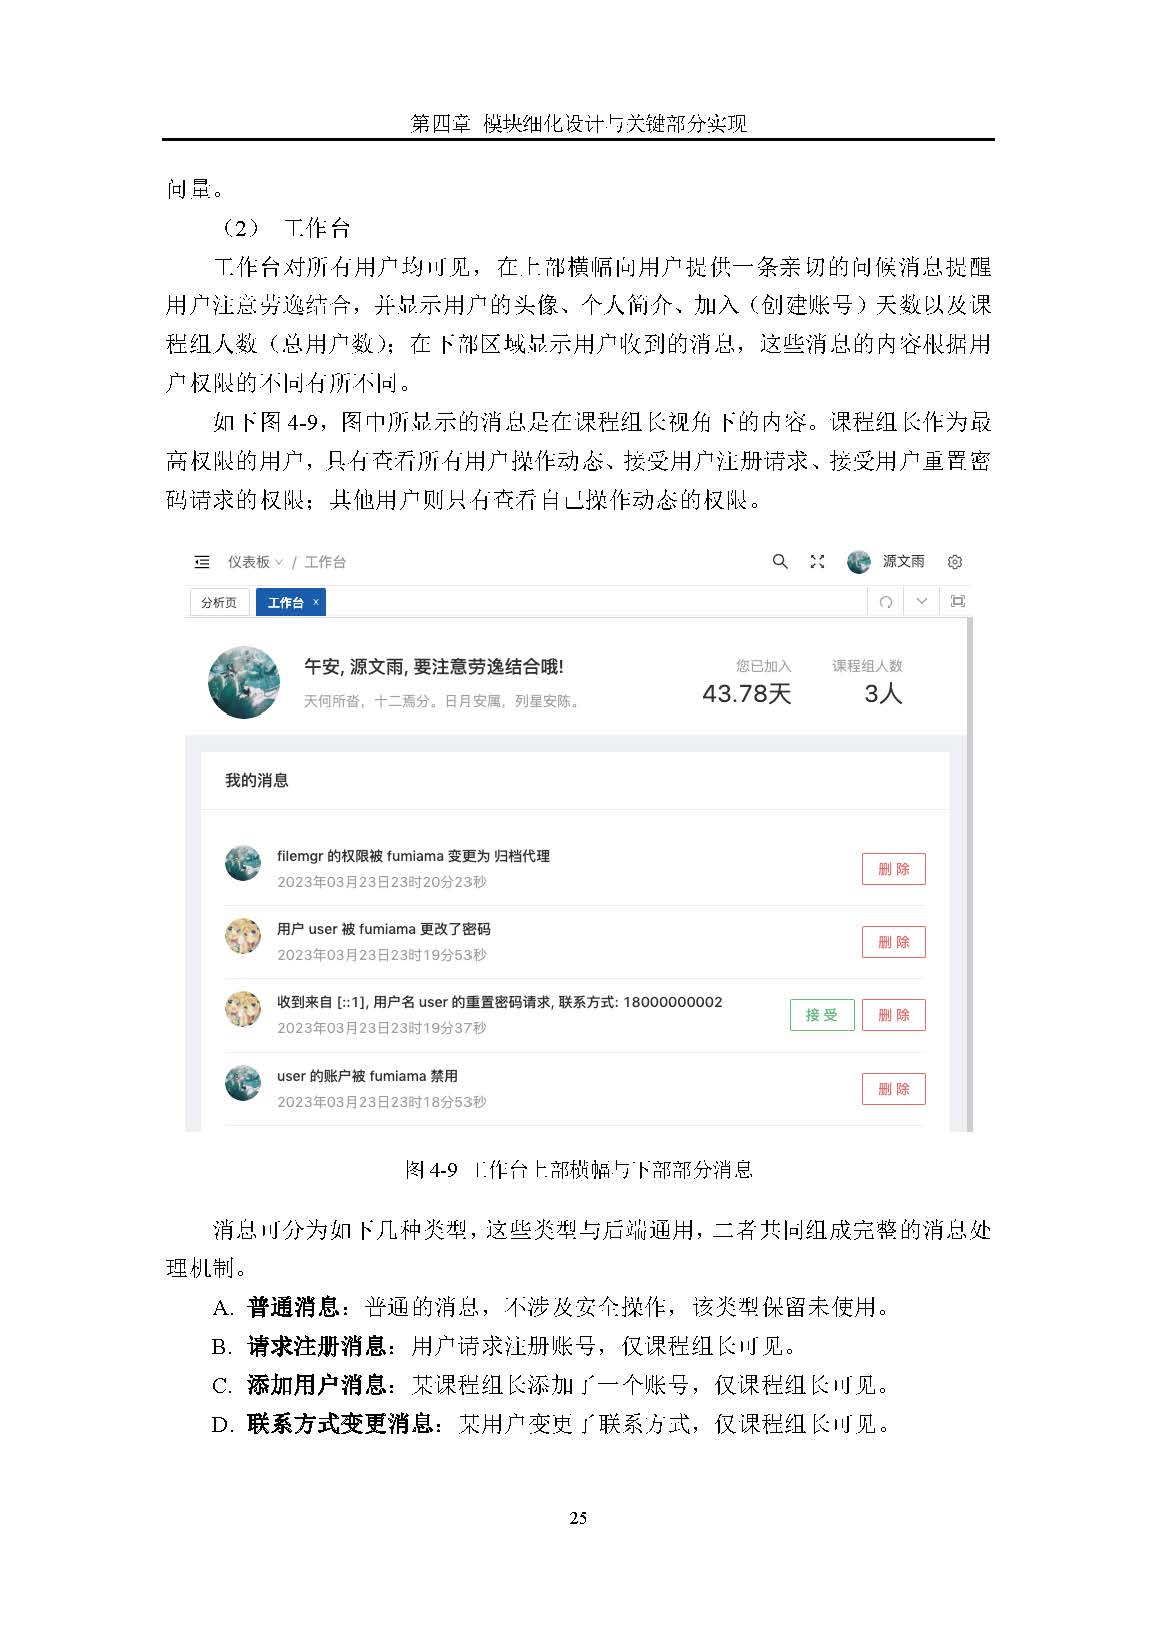 第四章 模块细化设计与关键部分实现
问量。
（2） 工作台
工作台对所有用户均可见，在上部横幅向用户提供一条亲切的问候消息提醒
用户注意劳逸结合，并显示用户的头像、个人简介、加入（创建账号）天数以及课
程组人数（总用户数）；在下部区域显示用户收到的消息，这些消息的内容根据用
户权限的不同有所不同。
如下图 4-9，图中所显示的消息是在课程组长视角下的内容。课程组长作为最
高权限的用户，具有查看所有用户操作动态、接受用户注册请求、接受用户重置密
码请求的权限；其他用户则只有查看自己操作动态的权限。
仪表板 / 工作台 源文雨
分析页 工作台 x
午安, 源文雨, 要注意劳逸结合哦! 您已加入 课程组人数
天何所沓，十二焉分。日月安属，列星安陈。 43.78天 3人
我的消息
filemgr 的权限被 fumiama 变更为 归档代理
2023年03月23日23时20分23秒 删 除
用户 user 被 fumiama 更改了密码
2023年03月23日23时19分53秒 删 除
收到来自 [::1], 用户名 user 的重置密码请求, 联系方式: 18000000002
2023年03月23日23时19分37秒 接 受 删 除
user 的账户被 fumiama 禁用
2023年03月23日23时18分53秒 删 除
图 4-9 工作台上部横幅与下部部分消息
消息可分为如下几种类型，这些类型与后端通用，二者共同组成完整的消息处
理机制。
A. 普通消息：普通的消息，不涉及安全操作，该类型保留未使用。
B. 请求注册消息：用户请求注册账号，仅课程组长可见。
C. 添加用户消息：某课程组长添加了一个账号，仅课程组长可见。
D. 联系方式变更消息：某用户变更了联系方式，仅课程组长可见。
25